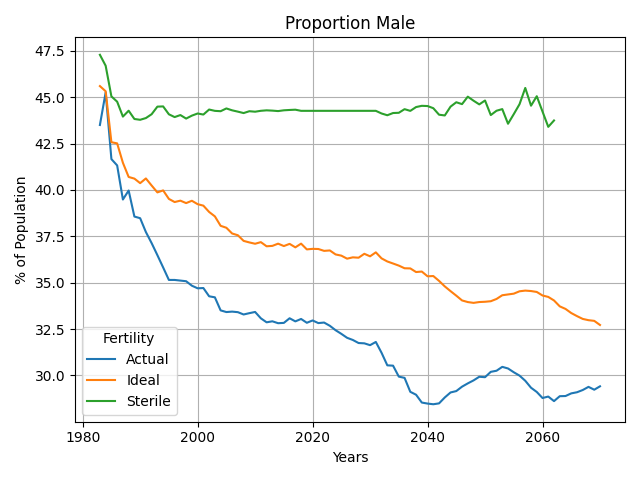 Proportion Male
% of Population
47.5
45.0
42.5
40.0
37.5
35.0
32.5
30.0
Fertility
Actual
Ideal
Sterile
1980
2000
2020
2040
2060
Years